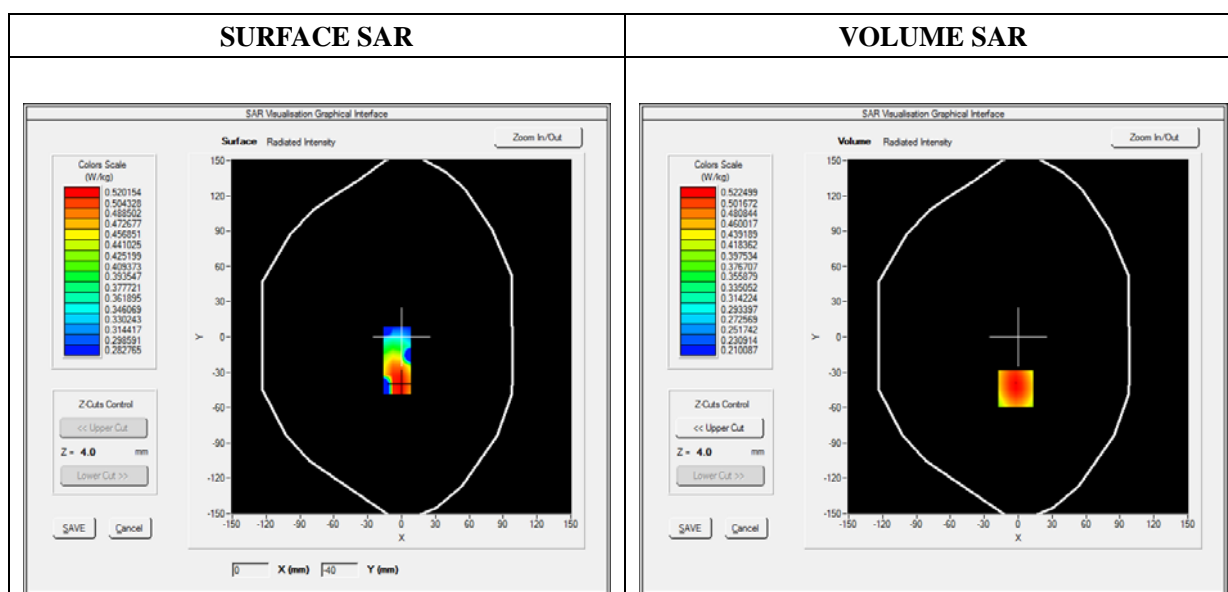 SURFACE SAR
VOLUME SAR
SAR Visualisation Graphical Interface
Surface Radiated Intensity
Zoom In/Out
Colors Scale
(W/kg)
0.520154
0.504328
0.488502
0.472677
0.456851
0.441025
0.425199
0.409373
0.393547
0.377721
0.361895
0.346069
0.330243
0.314417
0.298591
0.282765
Z-Cuts Control
<< Upper Cut
Z = 4.0 mm
Lower Cut >>
SAVE Cancel
150
120
90
60
30
0
-30
-60
-90
-120
-150
Y
-150 -120 -90 -60 -30 0 30 60 90 120 150
X
0 X (mm) -40 Y (mm)
SAR Visualisation Graphical Interface
Volume Radiated Intensity
Zoom In/Out
Colors Scale
(W/kg)
0.522499
0.501672
0.480844
0.460017
0.439189
0.418362
0.397534
0.376707
0.355879
0.335052
0.314224
0.293397
0.272569
0.251742
0.230914
0.210087
Z-Cuts Control
<< Upper Cut
Z = 4.0 mm
Lower Cut >>
SAVE Cancel
150
120
90
60
30
0
-30
-60
-90
-120
-150
Y
-150 -120 -90 -60 -30 0 30 60 90 120 150
X